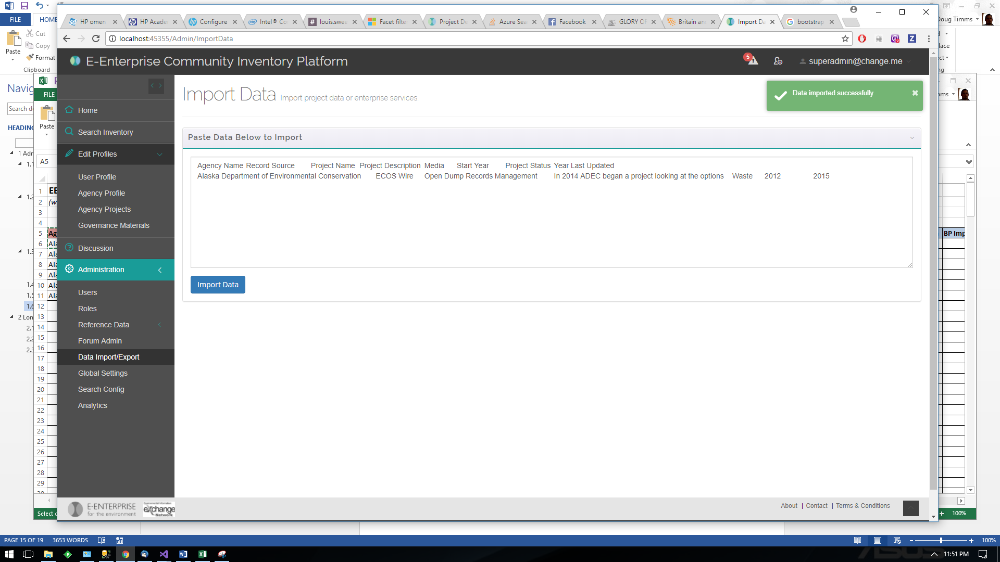 FILE
HOME
Doug Timms
Cut
Copy
Paste
Format
Clipboard
HP omen
HP Acade
Configure
Intel® Co
louis.swee
Facet filte
Project De
Azure Sea
Facebook
GLORY OF
Britain an
Import Da
bootstrap
localhost:45355/Admin/ImportData
E-Enterprise Community Inventory Platform
5
superadmin@change.me
Navig
Search do
HEADING
1 Adr
1.1
1.2
1.3
1.4
1.5
1.6
2 Lon
2.1
2.2
2.3
FILE
Paste
A5
Home
Search Inventory
Edit Profiles
User Profile
Agency Profile
Agency Projects
Governance Materials
Discussion
Administration
Users
Roles
Reference Data
Forum Admin
Data Import/Export
Global Settings
Search Config
Analytics
Import Data Import project data or enterprise services.
Data imported successfully
Paste Data Below to Import
Agency Name Record Source Project Name Project Description Media Start Year Project Status Year Last Updated
Alaska Department of Environmental Conservation ECOS Wire Open Dump Records Management In 2014 ADEC began a project looking at the options Waste 2012 2015
Import Data
1 EE
2 (w
3
4
5 Ag
6 Ala
7 Ala
8 Ala
9 Ala
10 Ala
11 Ala
12
13
14
15
16
17
18
19
20
21
22
23
24
25
26
27
28
29
BP Imp
E-ENTERPRISE
for the environment
exchange
Network
About | Contact | Terms & Conditions
Select d
100%
PAGE 15 OF 19 3653 WORDS
100%
11:51 PM